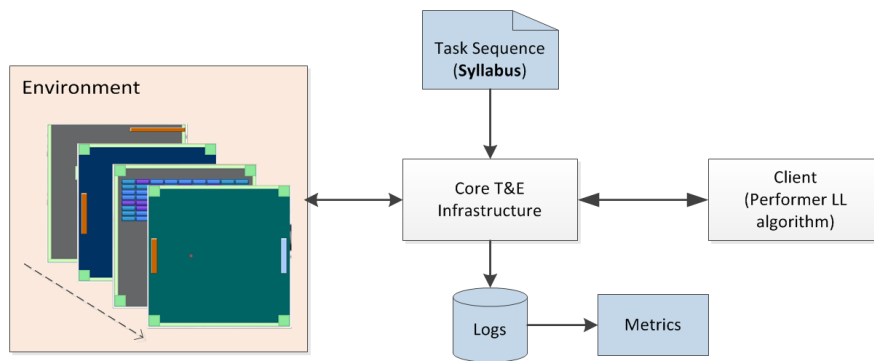 Task Sequence
(Syllabus)
Environment
Core T&E
Infrastructure
Client
(Performer LL
algorithm)
Logs
Metrics